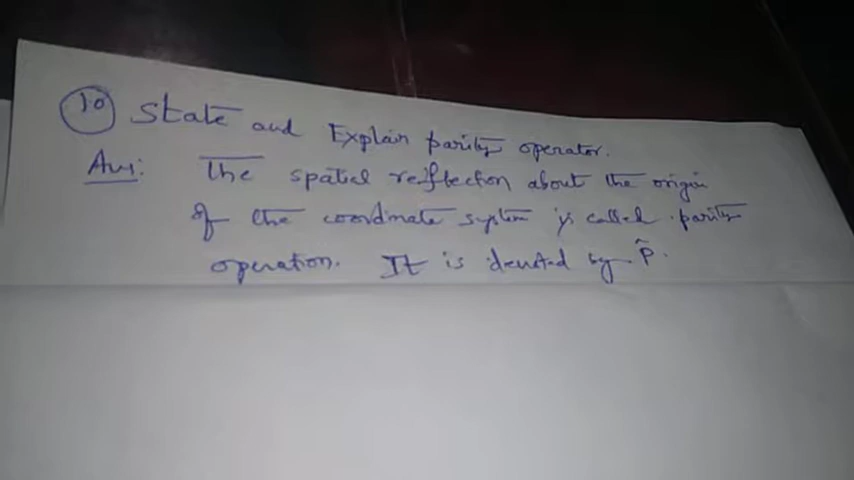 10 State and Explain parity operator.
Ans: The spatial reflection about the origin
of the coordinate system is called parity
operation. It is denoted by P̂.